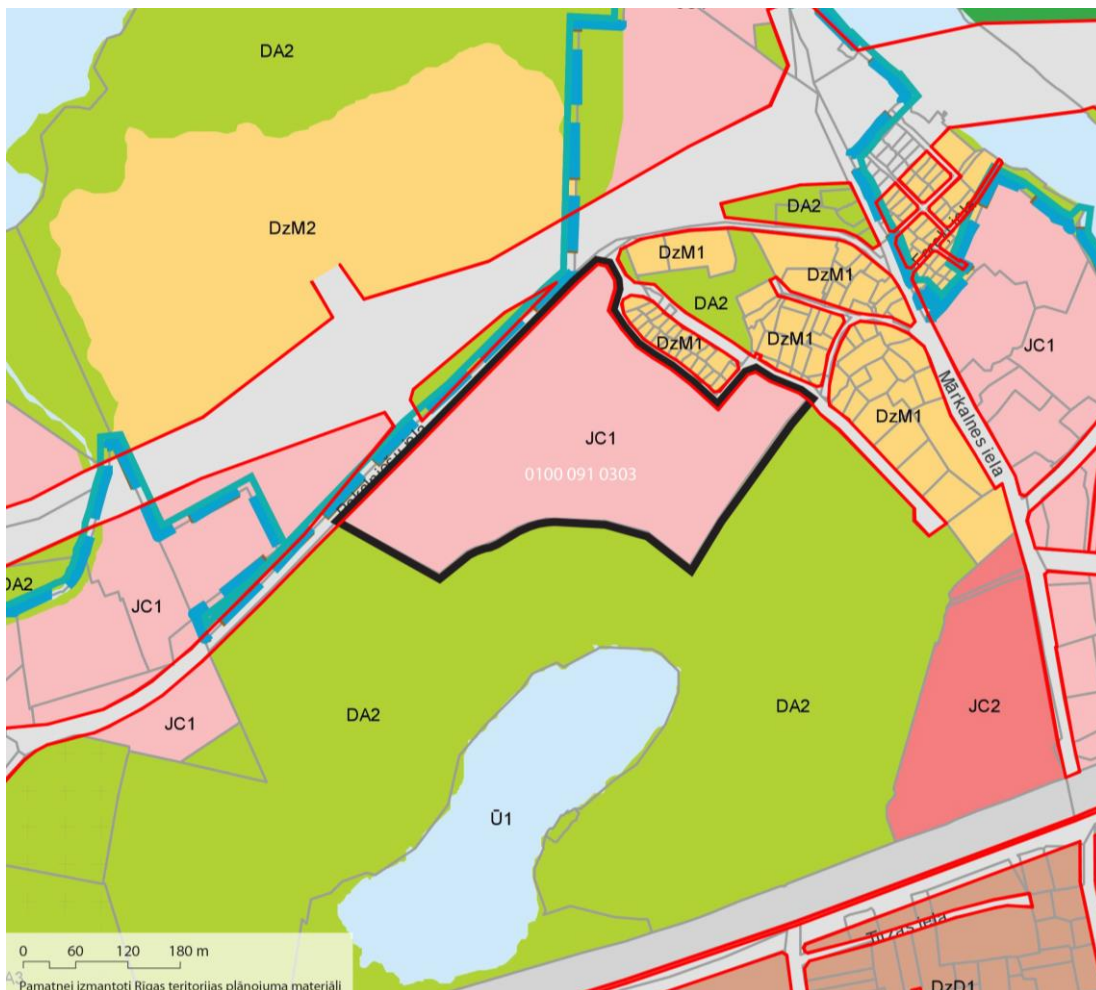 DA2
DzM2
DA2
DzM1
DzM1
DA2
DzM1
DzM1
JC1
DzM1
Mārkalnes iela
JC1
0100 091 0303
DA2
JC1
JC1
DA2
DA2
JC2
Ū1
0 60 120 180 m
Pamatnei izmantoti Rīgas teritorijas plānojuma materiāli
DzD1